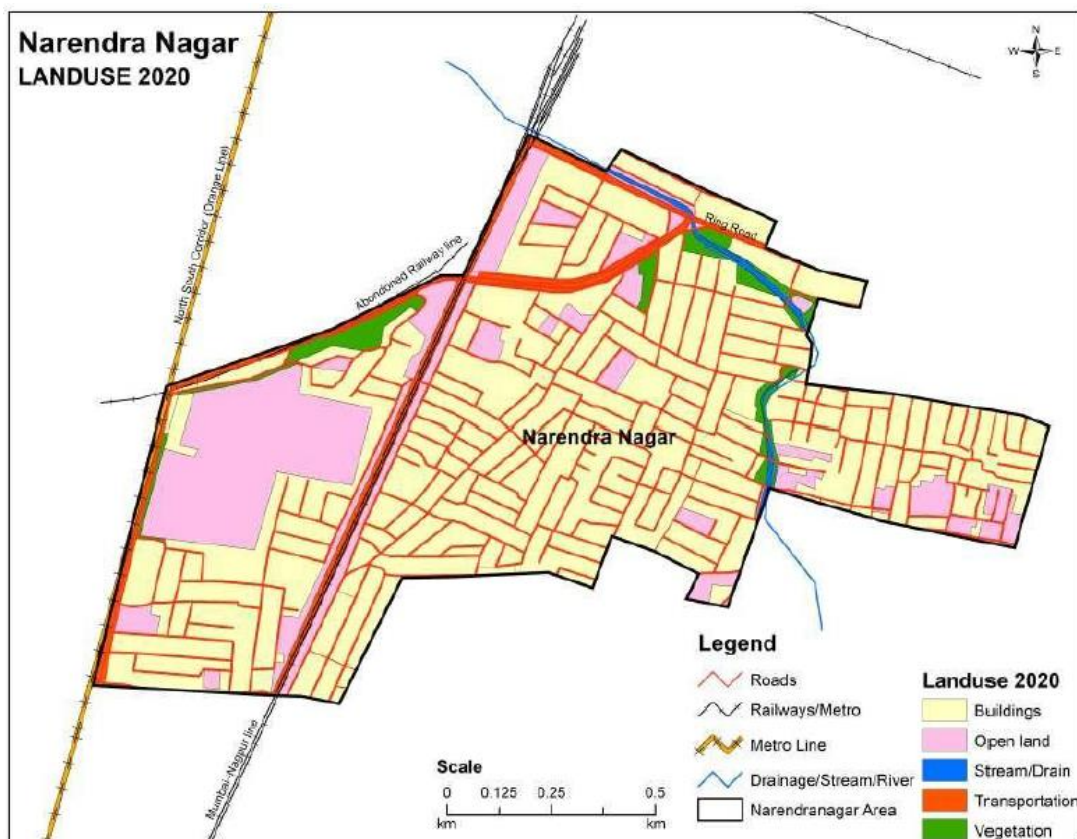 Narendra Nagar
LANDUSE 2020
N
W E
S
North South Corridor (Orange Line)
Abondoned Railway line
Ring Road
Narendra Nagar
Mumbai-Nagpur line
Legend
Roads
Railways/Metro
Metro Line
Drainage/Stream/River
Narendranagar Area
Landuse 2020
Buildings
Open land
Stream/Drain
Transportation
Vegetation
Scale
0 0.125 0.25 0.5
km km